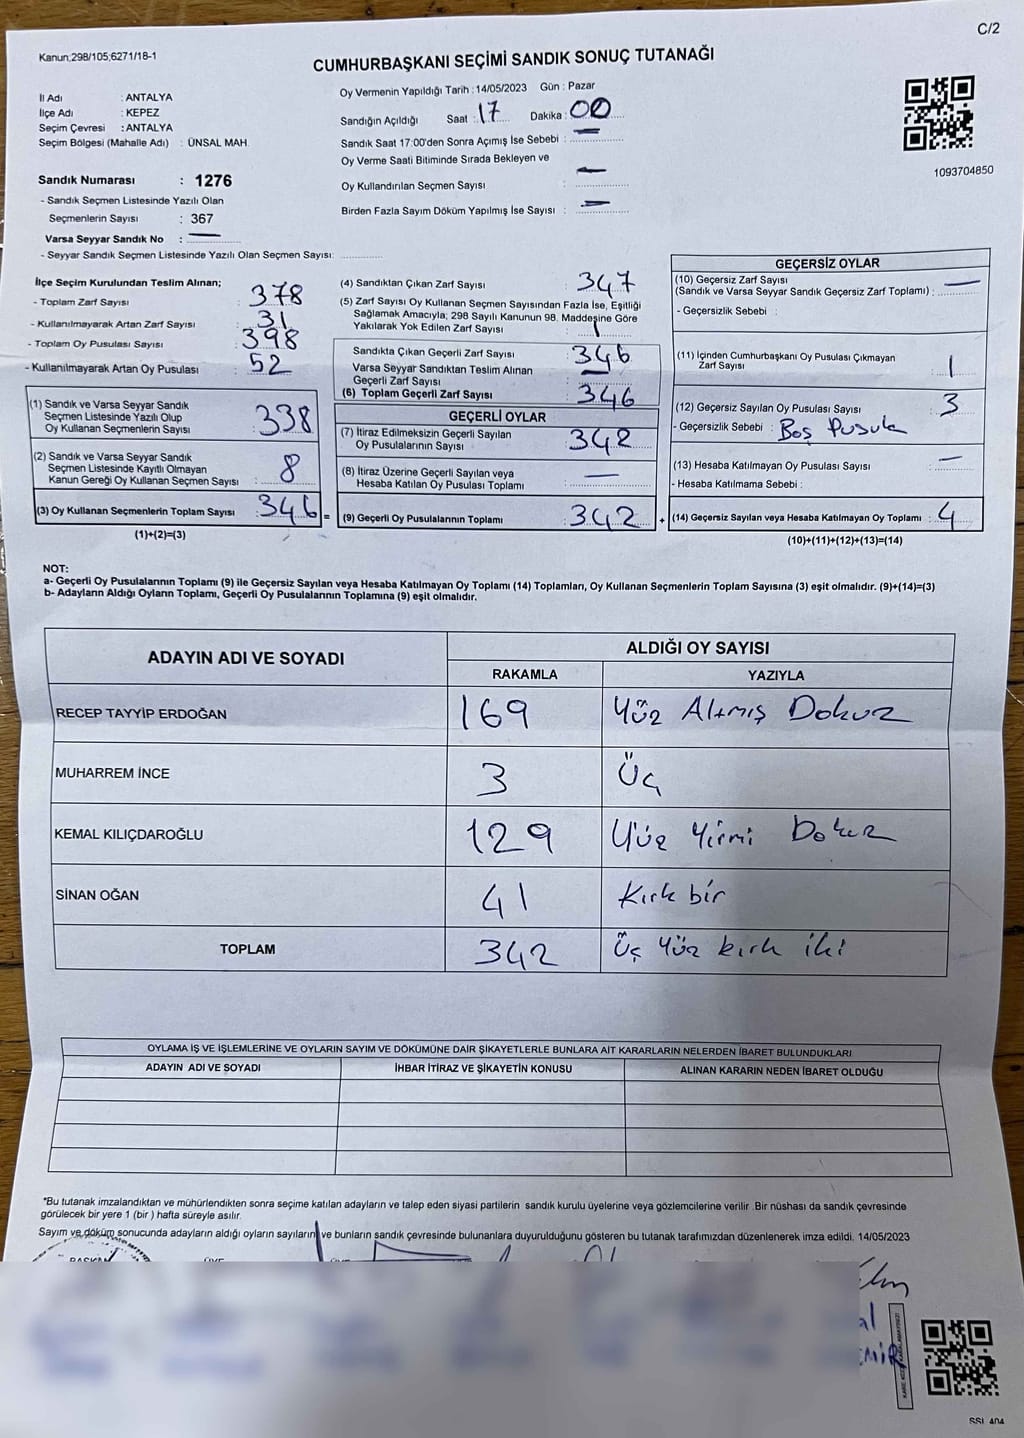 C/2
Kanun;298/105;6271/18-1
CUMHURBAŞKANI SEÇİMİ SANDIK SONUÇ TUTANAĞI
İl Adı : ANTALYA
İlçe Adı : KEPEZ
Seçim Çevresi : ANTALYA
Seçim Bölgesi (Mahalle Adı) : ÜNSAL MAH.
Sandık Numarası : 1276
- Sandık Seçmen Listesinde Yazılı Olan
Seçmenlerin Sayısı : 367
Varsa Seyyar Sandık No : —
- Seyyar Sandık Seçmen Listesinde Yazılı Olan Seçmen Sayısı:
Oy Vermenin Yapıldığı Tarih : 14/05/2023 Gün : Pazar
Sandığın Açıldığı Saat : 17 Dakika : 00
Sandık Saat 17:00'den Sonra Açımış İse Sebebi : —
Oy Verme Saati Bitiminde Sırada Bekleyen ve
Oy Kullandırılan Seçmen Sayısı : —
Birden Fazla Sayım Döküm Yapılmış İse Sayısı : —
1093704850
İlçe Seçim Kurulundan Teslim Alınan;
- Toplam Zarf Sayısı : 378
- Kullanılmayarak Artan Zarf Sayısı : 31
- Toplam Oy Pusulası Sayısı : 398
- Kullanılmayarak Artan Oy Pusulası : 52
(1) Sandık ve Varsa Seyyar Sandık
Seçmen Listesinde Yazılı Olup
Oy Kullanan Seçmenlerin Sayısı : 338
(2) Sandık ve Varsa Seyyar Sandık
Seçmen Listesinde Kayıtlı Olmayan
Kanun Gereği Oy Kullanan Seçmen Sayısı : 8
(3) Oy Kullanan Seçmenlerin Toplam Sayısı : 346 =
(1)+(2)=(3)
(4) Sandıktan Çıkan Zarf Sayısı : 347
(5) Zarf Sayısı Oy Kullanan Seçmen Sayısından Fazla İse, Eşitliği
Sağlamak Amacıyla; 298 Sayılı Kanunun 98. Maddesine Göre
Yakılarak Yok Edilen Zarf Sayısı : 1
Sandıkta Çıkan Geçerli Zarf Sayısı : 346
Varsa Seyyar Sandıktan Teslim Alınan
Geçerli Zarf Sayısı : —
(6) Toplam Geçerli Zarf Sayısı : 346
GEÇERLİ OYLAR
(7) İtiraz Edilmeksizin Geçerli Sayılan
Oy Pusulalarının Sayısı : 342
(8) İtiraz Üzerine Geçerli Sayılan veya
Hesaba Katılan Oy Pusulası Toplamı : —
(9) Geçerli Oy Pusulalarının Toplamı : 342 +
GEÇERSİZ OYLAR
(10) Geçersiz Zarf Sayısı
(Sandık ve Varsa Seyyar Sandık Geçersiz Zarf Toplamı) : —
- Geçersizlik Sebebi :
(11) İçinden Cumhurbaşkanı Oy Pusulası Çıkmayan
Zarf Sayısı : 1
(12) Geçersiz Sayılan Oy Pusulası Sayısı : 3
- Geçersizlik Sebebi : Boş Pusula
(13) Hesaba Katılmayan Oy Pusulası Sayısı : —
- Hesaba Katılmama Sebebi :
(14) Geçersiz Sayılan veya Hesaba Katılmayan Oy Toplamı : 4
(10)+(11)+(12)+(13)=(14)
NOT:
a- Geçerli Oy Pusulalarının Toplamı (9) ile Geçersiz Sayılan veya Hesaba Katılmayan Oy Toplamı (14) Toplamları, Oy Kullanan Seçmenlerin Toplam Sayısına (3) eşit olmalıdır. (9)+(14)=(3)
b- Adayların Aldığı Oyların Toplamı, Geçerli Oy Pusulalarının Toplamına (9) eşit olmalıdır.
ADAYIN ADI VE SOYADI ALDIĞI OY SAYISI
RAKAMLA YAZIYLA
RECEP TAYYİP ERDOĞAN 169 Yüz Altmış Dokuz
MUHARREM İNCE 3 Üç
KEMAL KILIÇDAROĞLU 129 Yüz Yirmi Dokuz
SİNAN OĞAN 41 Kırk bir
TOPLAM 342 Üç Yüz kırk iki
OYLAMA İŞ VE İŞLEMLERİNE VE OYLARIN SAYIM VE DÖKÜMÜNE DAİR ŞİKAYETLERLE BUNLARA AİT KARARLARIN NELERDEN İBARET BULUNDUKLARI
ADAYIN ADI VE SOYADI İHBAR İTİRAZ VE ŞİKAYETİN KONUSU ALINAN KARARIN NEDEN İBARET OLDUĞU
*Bu tutanak imzalandıktan ve mühürlendikten sonra seçime katılan adayların ve talep eden siyasi partilerin sandık kurulu üyelerine veya gözlemcilerine verilir. Bir nüshası da sandık çevresinde
görülecek bir yere 1 (bir ) hafta süreyle asılır.
Sayım ve döküm sonucunda adayların aldığı oyların sayılarını ve bunların sandık çevresinde bulunanlara duyurulduğunu gösteren bu tutanak tarafımızdan düzenlenerek imza edildi. 14/05/2023